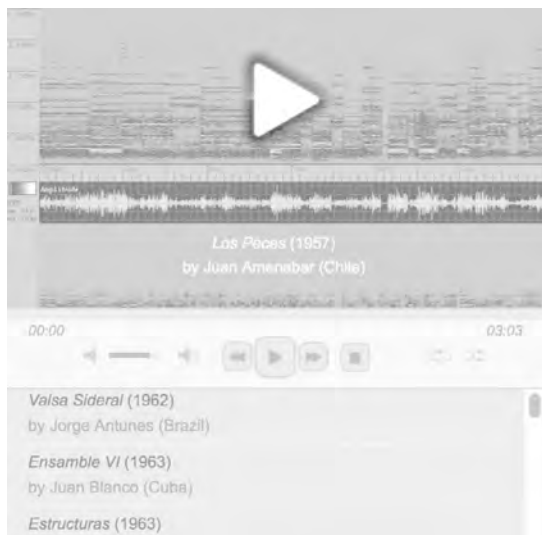 Los Peces (1957)
by Juan Amenabar (Chile)
00:00
03:03
Valsa Sideral (1962)
by Jorge Antunes (Brazil)
Ensamble VI (1963)
by Juan Blanco (Cuba)
Estructuras (1963)